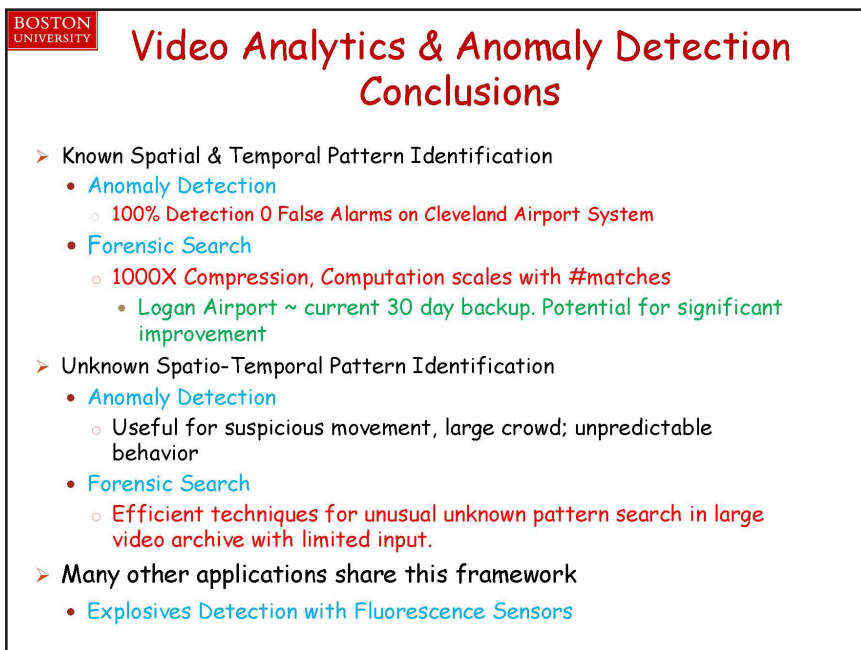 BOSTON
UNIVERSITY
Video Analytics & Anomaly Detection
Conclusions
➢ Known Spatial & Temporal Pattern Identification
• Anomaly Detection
○ 100% Detection 0 False Alarms on Cleveland Airport System
• Forensic Search
○ 1000X Compression, Computation scales with #matches
• Logan Airport ~ current 30 day backup. Potential for significant
improvement
➢ Unknown Spatio-Temporal Pattern Identification
• Anomaly Detection
○ Useful for suspicious movement, large crowd; unpredictable
behavior
• Forensic Search
○ Efficient techniques for unusual unknown pattern search in large
video archive with limited input.
➢ Many other applications share this framework
• Explosives Detection with Fluorescence Sensors